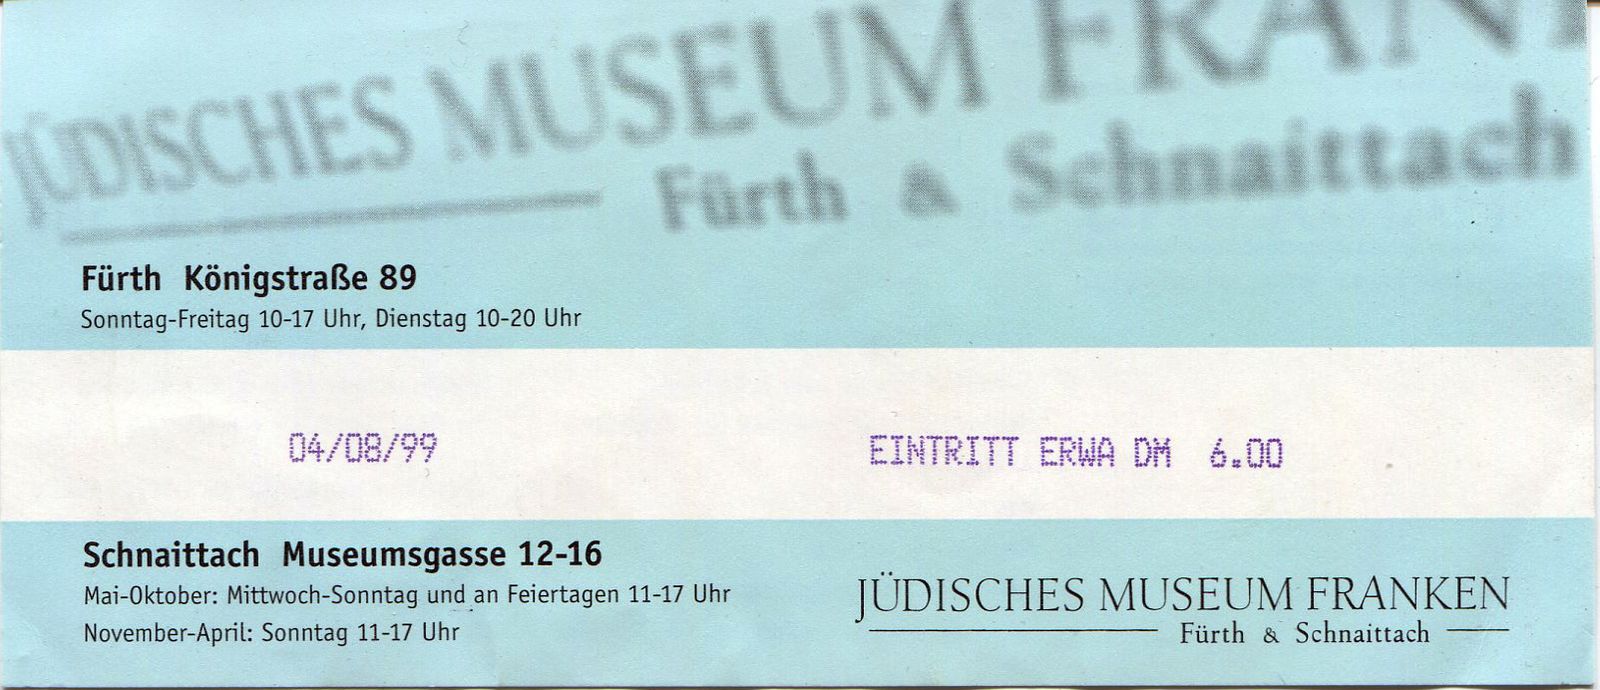 JÜDISCHES MUSEUM FRANKEN
Fürth & Schnaittach
Fürth Königstraße 89
Sonntag-Freitag 10-17 Uhr, Dienstag 10-20 Uhr
04/08/99 EINTRITT ERWA DM 6.00
Schnaittach Museumsgasse 12-16
Mai-Oktober: Mittwoch-Sonntag und an Feiertagen 11-17 Uhr
November-April: Sonntag 11-17 Uhr
JÜDISCHES MUSEUM FRANKEN
Fürth & Schnaittach